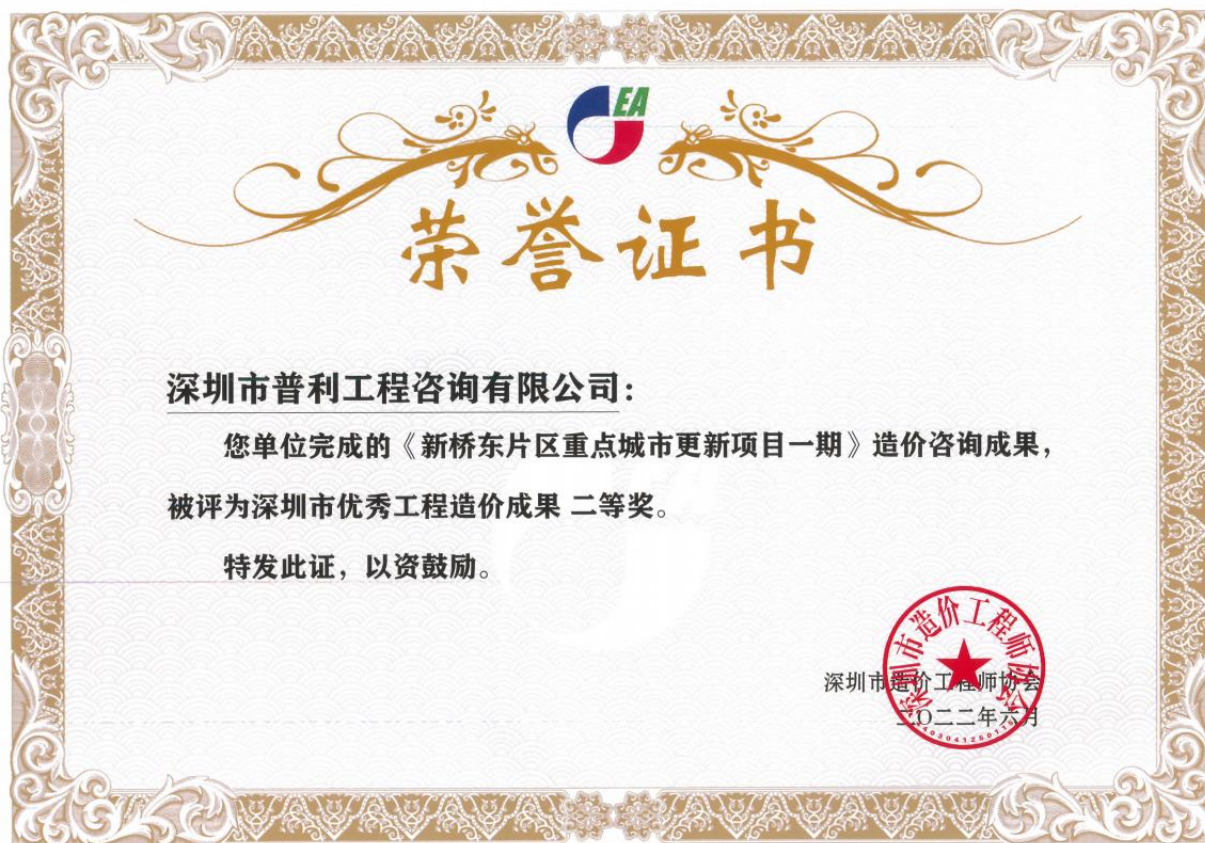 EA
荣誉证书
深圳市普利工程咨询有限公司：
您单位完成的《新桥东片区重点城市更新项目一期》造价咨询成果，
被评为深圳市优秀工程造价成果 二等奖。
特发此证，以资鼓励。
深圳市造价工程师协会
深圳市造价工程师协会
二〇二二年六月